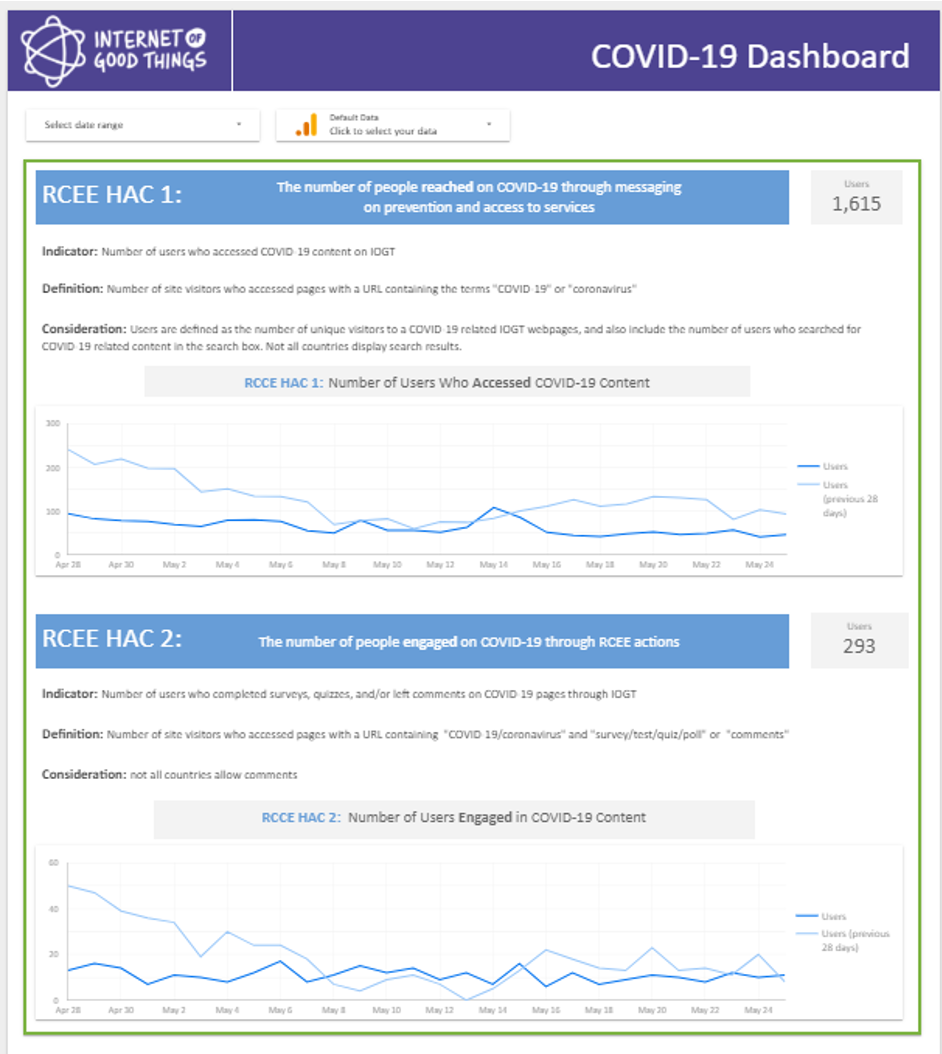 INTERNET OF
GOOD THINGS
COVID-19 Dashboard
Select date range
Default Data
Click to select your data
RCEE HAC 1:
The number of people reached on COVID-19 through messaging
on prevention and access to services
Users
1,615
Indicator: Number of users who accessed COVID-19 content on IOGT
Definition: Number of site visitors who accessed pages with a URL containing the terms "COVID-19" or "coronavirus"
Consideration: Users are defined as the number of unique visitors to a COVID-19 related IOGT webpages, and also include the number of users who searched for
COVID-19 related content in the search box. Not all countries display search results.
RCCE HAC 1: Number of Users Who Accessed COVID-19 Content
300
200
100
0
Apr 28 Apr 30 May 2 May 4 May 6 May 8 May 10 May 12 May 14 May 16 May 18 May 20 May 22 May 24
Users
Users
(previous 28
days)
RCEE HAC 2:
The number of people engaged on COVID-19 through RCEE actions
Users
293
Indicator: Number of users who completed surveys, quizzes, and/or left comments on COVID-19 pages through IOGT
Definition: Number of site visitors who accessed pages with a URL containing "COVID-19/coronavirus" and "survey/test/quiz/poll" or "comments"
Consideration: not all countries allow comments
RCCE HAC 2: Number of Users Engaged in COVID-19 Content
60
40
20
0
Apr 28 Apr 30 May 2 May 4 May 6 May 8 May 10 May 12 May 14 May 16 May 18 May 20 May 22 May 24
Users
Users (previous
28 days)